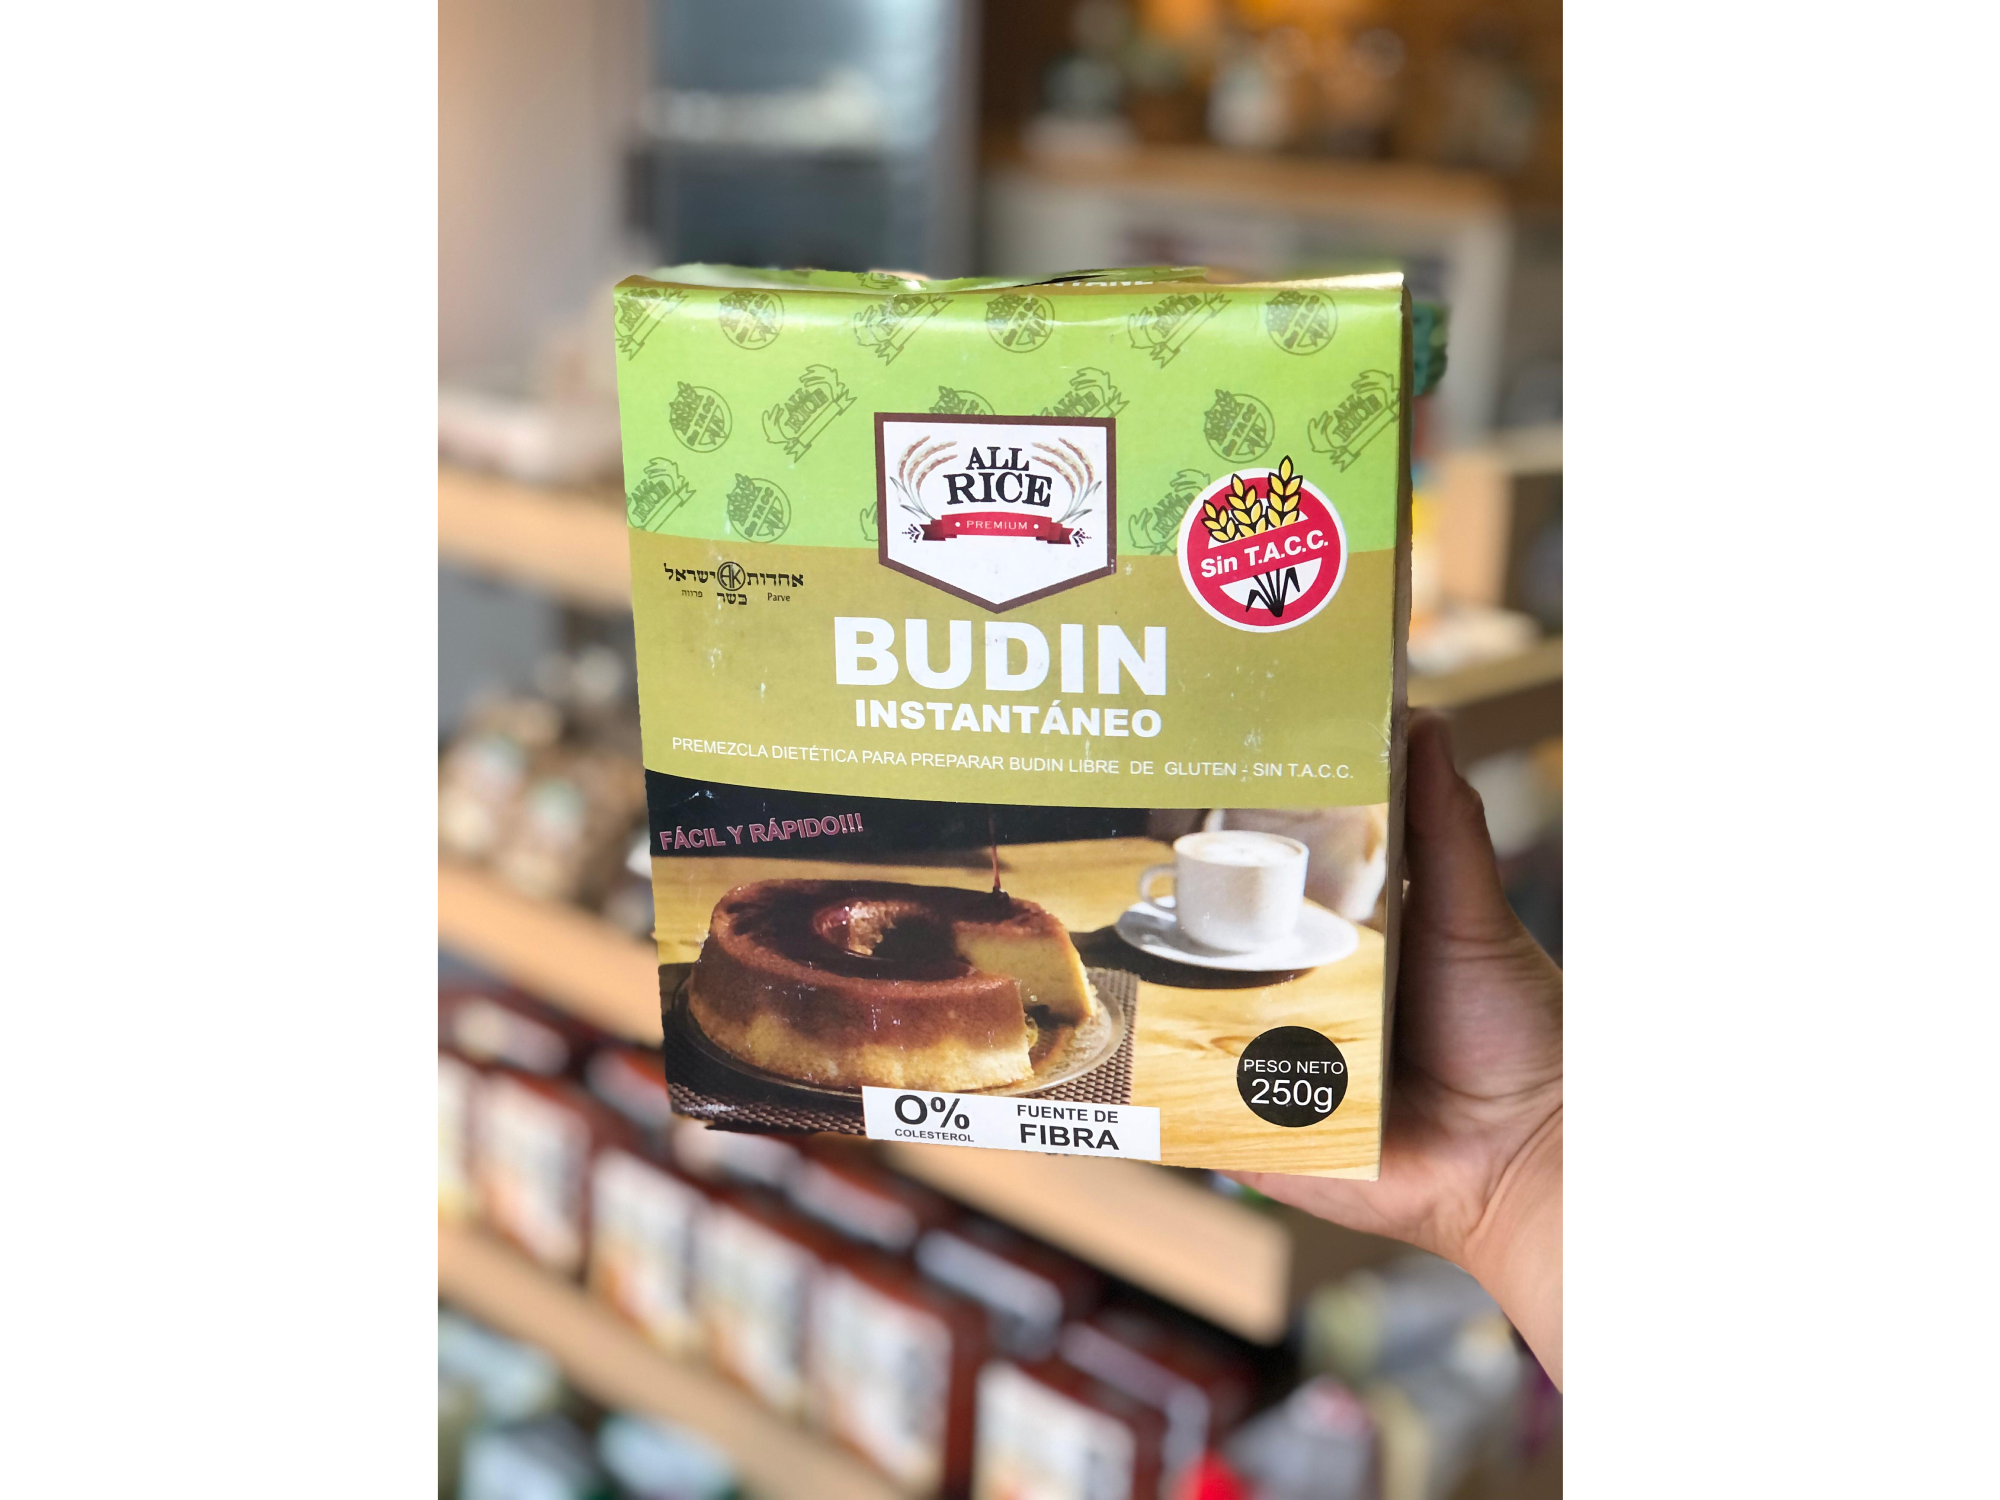 ALL
RICE
• PREMIUM •
Sin T.A.C.C.
אחדות AK ישראל
פרווה כשר Parve
BUDIN
INSTANTÁNEO
PREMEZCLA DIETÉTICA PARA PREPARAR BUDIN LIBRE DE GLUTEN - SIN T.A.C.C.
FÁCIL Y RÁPIDO!!!
PESO NETO
250g
0%
COLESTEROL
FUENTE DE
FIBRA